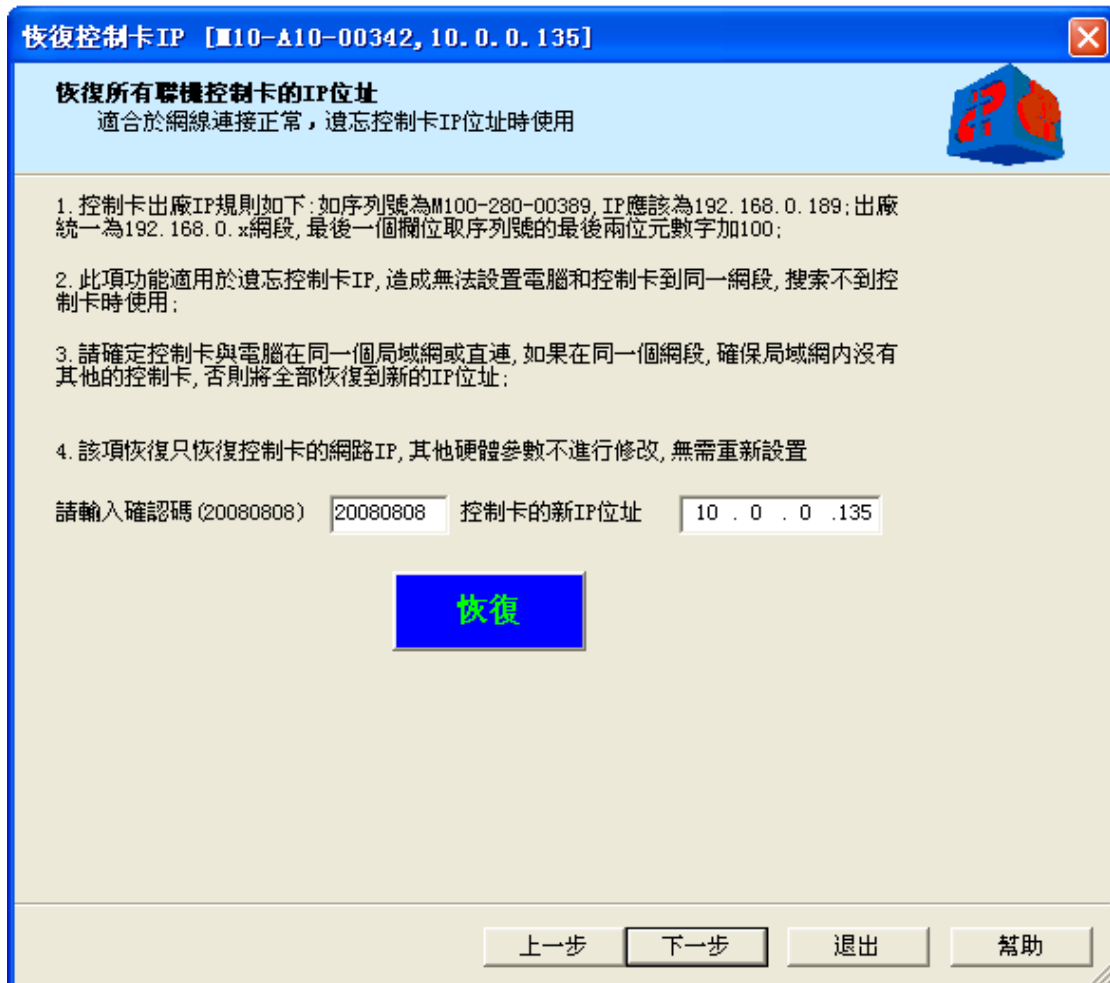 恢復控制卡IP [M10-A10-00342,10.0.0.135]
恢復所有聯機控制卡的IP位址
適合於網線連接正常，遺忘控制卡IP位址時使用
1.控制卡出廠IP規則如下:如序列號為M100-280-00389,IP應該為192.168.0.189;出廠
統一為192.168.0.x網段,最後一個欄位取序列號的最後兩位元數字加100;
2.此項功能適用於遺忘控制卡IP,造成無法設置電腦和控制卡到同一網段,搜索不到控
制卡時使用;
3.請確定控制卡與電腦在同一個局域網或直連,如果在同一個網段,確保局域網内沒有
其他的控制卡,否則將全部恢復到新的IP位址;
4.該項恢復只恢復控制卡的網路IP,其他硬體參數不進行修改,無需重新設置
請輸入確認碼(20080808) 20080808 控制卡的新IP位址 10 . 0 . 0 .135
恢復
上一步 下一步 退出 幫助